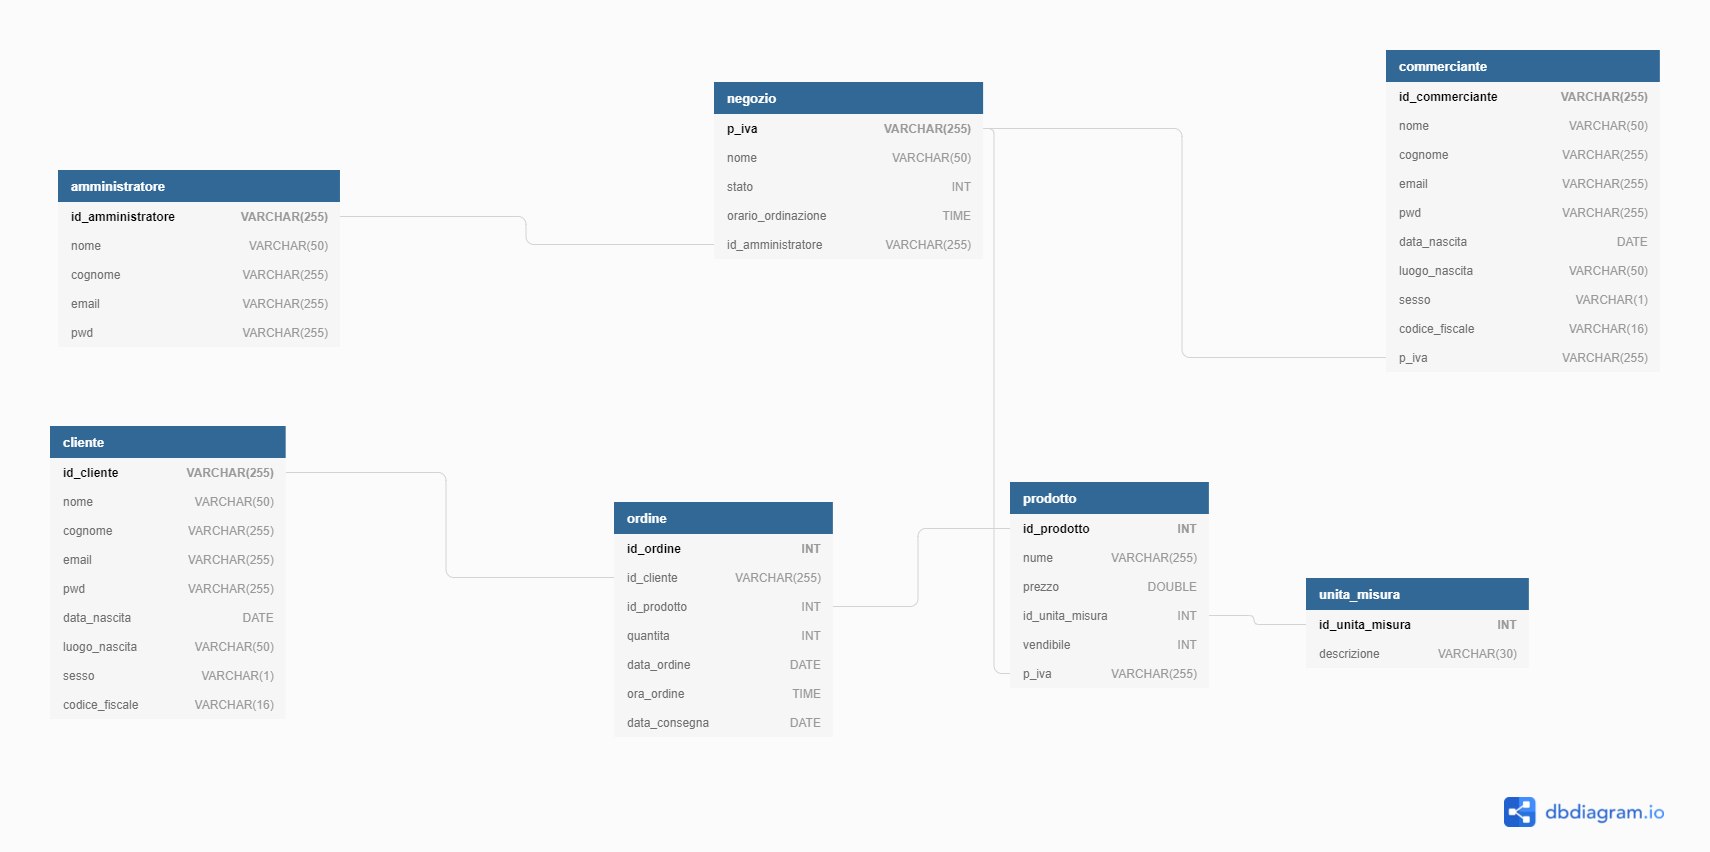 amministratore
id_amministratore VARCHAR(255)
nome VARCHAR(50)
cognome VARCHAR(255)
email VARCHAR(255)
pwd VARCHAR(255)
negozio
p_iva VARCHAR(255)
nome VARCHAR(50)
stato INT
orario_ordinazione TIME
id_amministratore VARCHAR(255)
commerciante
id_commerciante VARCHAR(255)
nome VARCHAR(50)
cognome VARCHAR(255)
email VARCHAR(255)
pwd VARCHAR(255)
data_nascita DATE
luogo_nascita VARCHAR(50)
sesso VARCHAR(1)
codice_fiscale VARCHAR(16)
p_iva VARCHAR(255)
cliente
id_cliente VARCHAR(255)
nome VARCHAR(50)
cognome VARCHAR(255)
email VARCHAR(255)
pwd VARCHAR(255)
data_nascita DATE
luogo_nascita VARCHAR(50)
sesso VARCHAR(1)
codice_fiscale VARCHAR(16)
ordine
id_ordine INT
id_cliente VARCHAR(255)
id_prodotto INT
quantita INT
data_ordine DATE
ora_ordine TIME
data_consegna DATE
prodotto
id_prodotto INT
nume VARCHAR(255)
prezzo DOUBLE
id_unita_misura INT
vendibile INT
p_iva VARCHAR(255)
unita_misura
id_unita_misura INT
descrizione VARCHAR(30)
dbdiagram.io